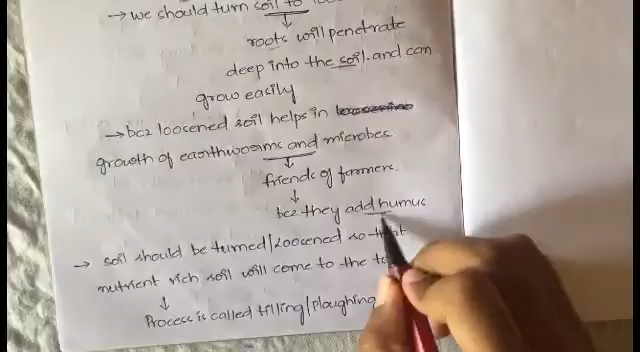 → we should turn soil to
↓
roots will penetrate
deep into the soil. and can
grow easily
→ bcz loosened soil helps in
growth of earthworms and microbes
↓
friends of farmers.
↓
bcz they add humus
→ soil should be turned/loosened so that
nutrient rich soil will come to the
↓
Process is called tilling/ploughing